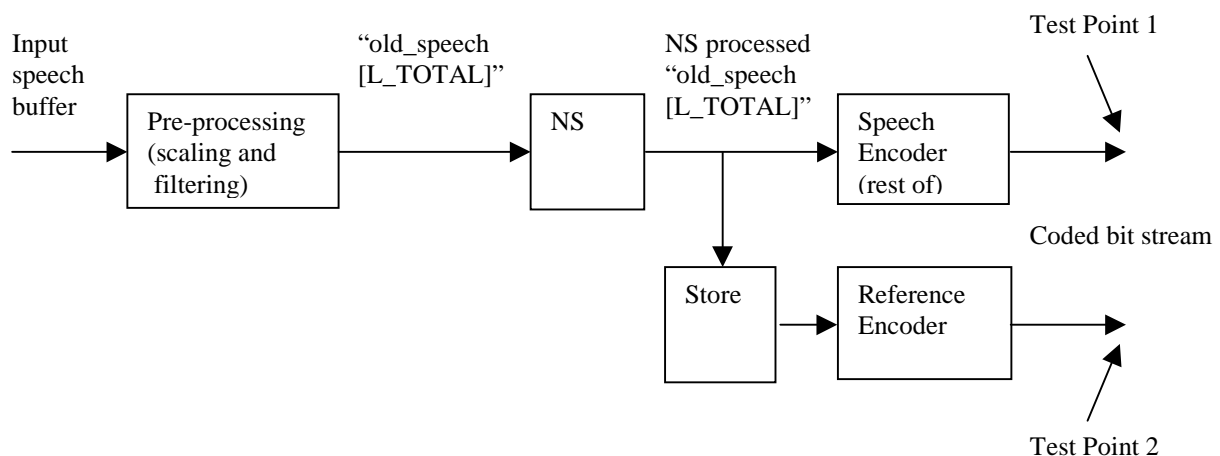 Input
speech
buffer
“old_speech
[L_TOTAL]”
NS processed
“old_speech
[L_TOTAL]”
Test Point 1
Pre-processing
(scaling and
filtering)
NS
Speech
Encoder
(rest of)
Coded bit stream
Store
Reference
Encoder
Test Point 2